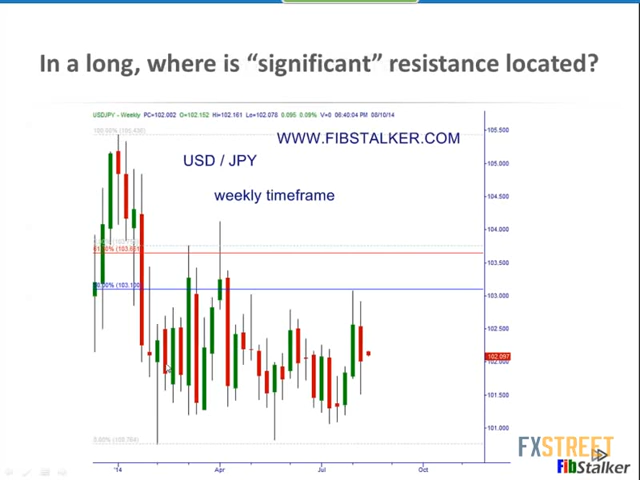 In a long, where is “significant” resistance located?
USDJPY - Weekly PC=102.002 O=102.152 Hi=102.161 Lo=102.078 0.095 0.09% V=0 06:40:04 PM 08/10/14
WWW.FIBSTALKER.COM
USD / JPY
weekly timeframe
105.500
105.000
104.500
104.000
103.500
103.000
102.500
102.097
102.000
101.500
101.000
'14
Apr
Jul
Oct
FXSTREET
FibStalker